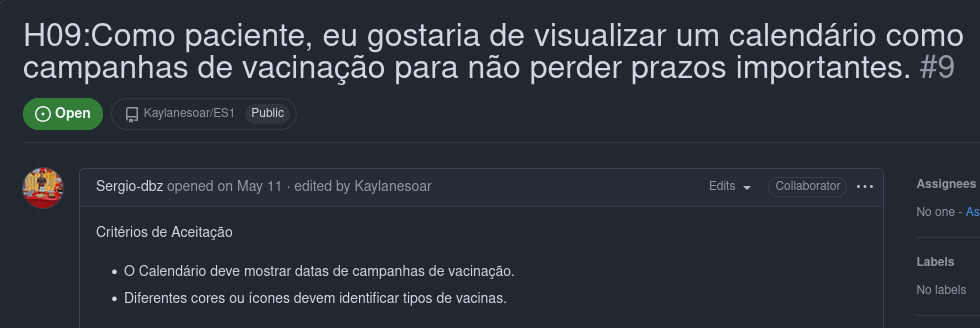 H09:Como paciente, eu gostaria de visualizar um calendário como
campanhas de vacinação para não perder prazos importantes. #9
Open
Kaylanesoar/ES1 Public
Sergio-dbz opened on May 11 · edited by Kaylanesoar
Edits
Collaborator
Assignees
No one - As
Critérios de Aceitação
• O Calendário deve mostrar datas de campanhas de vacinação.
• Diferentes cores ou ícones devem identificar tipos de vacinas.
Labels
No labels